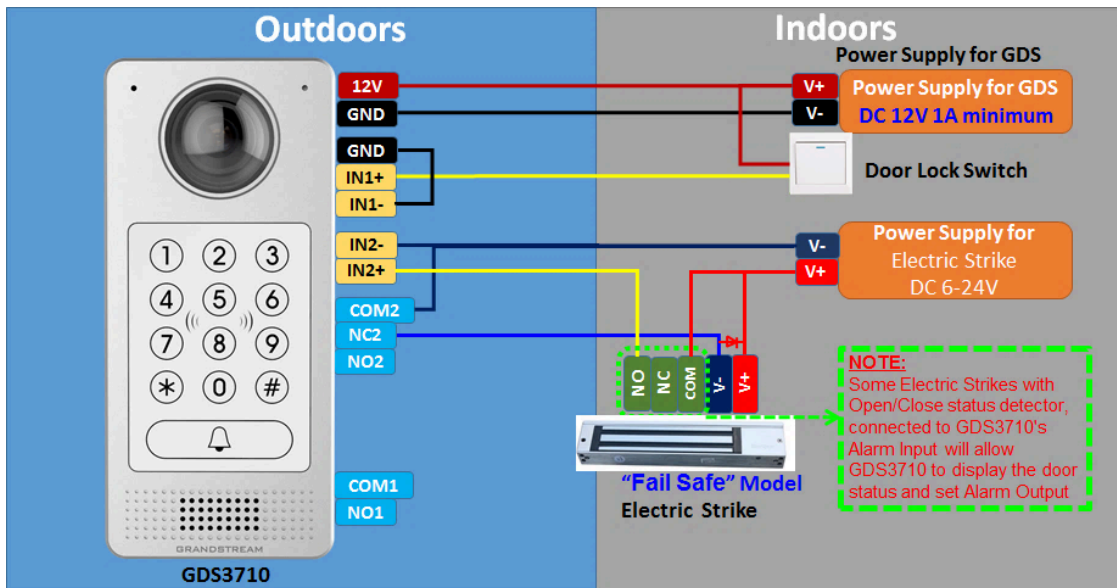 Outdoors
Indoors
Power Supply for GDS
12V
GND
V+
V-
Power Supply for GDS
DC 12V 1A minimum
GND
IN1+
IN1-
Door Lock Switch
IN2-
IN2+
V-
V+
Power Supply for
Electric Strike
DC 6-24V
COM2
NC2
NO2
1 2 3
4 5 6
7 8 9
* 0 #
NO
NC
COM
V-
V+
NOTE:
Some Electric Strikes with
Open/Close status detector,
connected to GDS3710's
Alarm Input will allow
GDS3710 to display the door
status and set Alarm Output
"Fail Safe" Model
Electric Strike
COM1
NO1
GRANDSTREAM
GDS3710